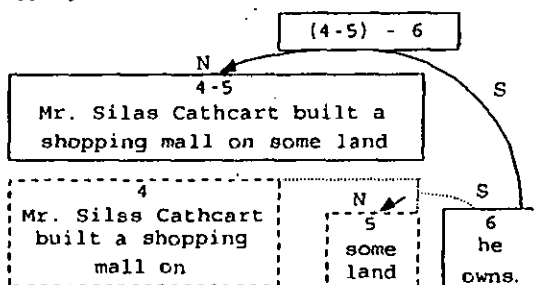 (4-5) - 6
N
S
4-5
Mr. Silas Cathcart built a
shopping mall on some land
4
Mr. Silss Cathcart
built a shopping
mall on
N
5
some
land
S
6
he
owns.